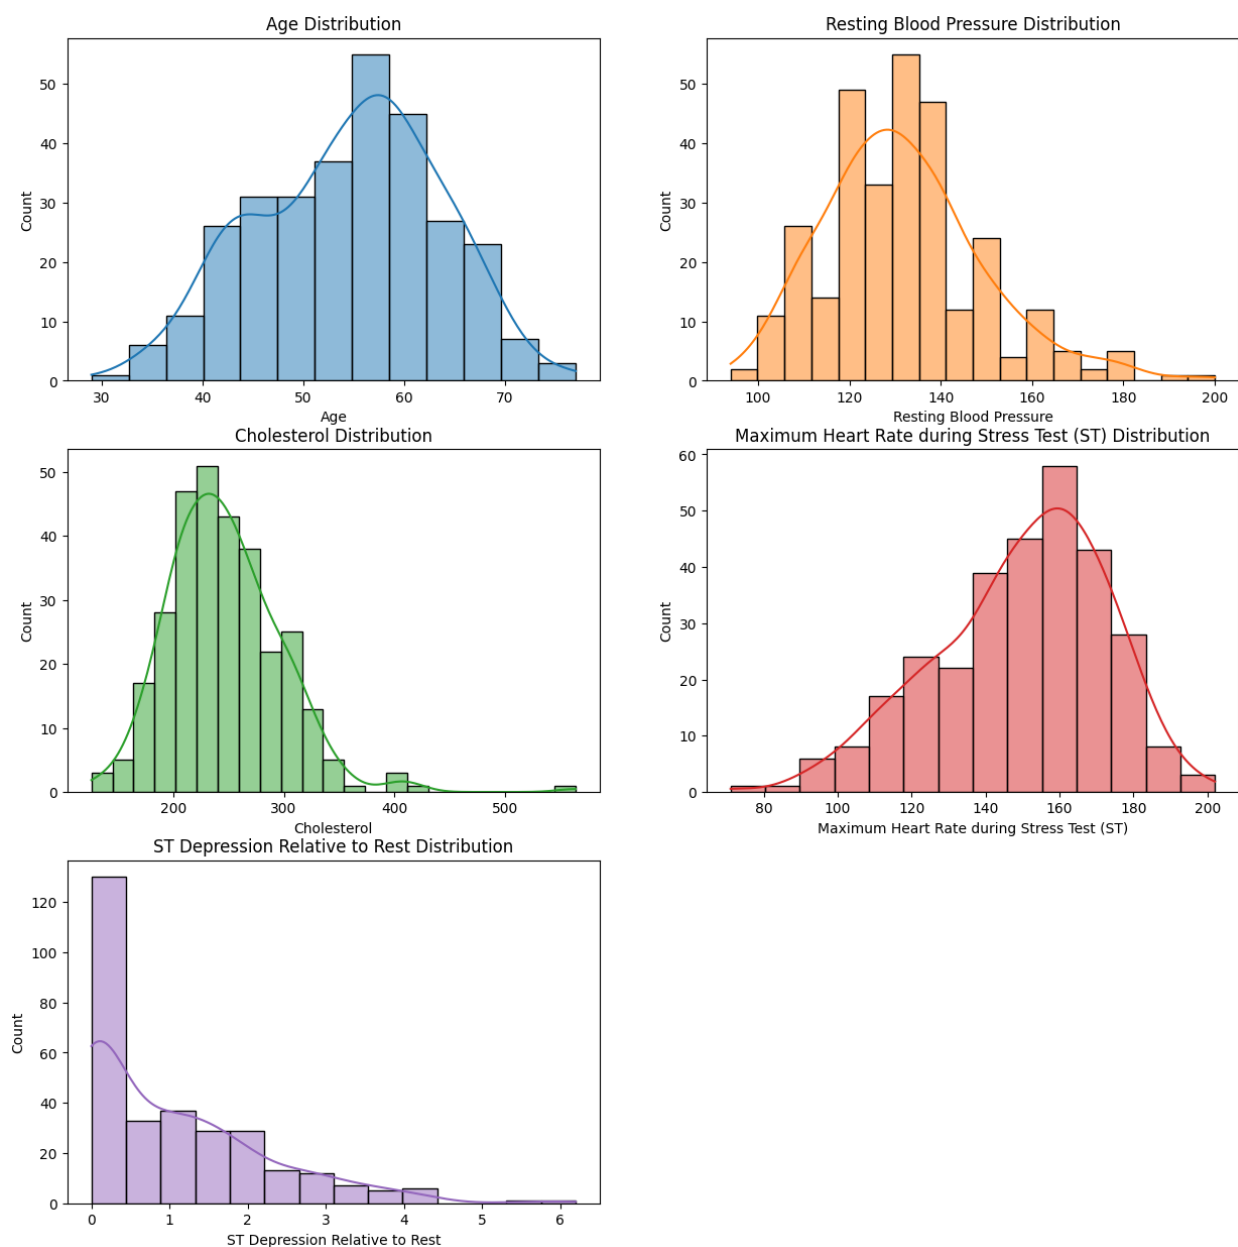 Age Distribution
Count
50
40
30
20
10
0
30 40 50 60 70
Age
Resting Blood Pressure Distribution
Count
50
40
30
20
10
0
100 120 140 160 180 200
Resting Blood Pressure
Cholesterol Distribution
Count
50
40
30
20
10
0
200 300 400 500
Cholesterol
Maximum Heart Rate during Stress Test (ST) Distribution
Count
60
50
40
30
20
10
0
80 100 120 140 160 180 200
Maximum Heart Rate during Stress Test (ST)
ST Depression Relative to Rest Distribution
Count
120
100
80
60
40
20
0
0 1 2 3 4 5 6
ST Depression Relative to Rest